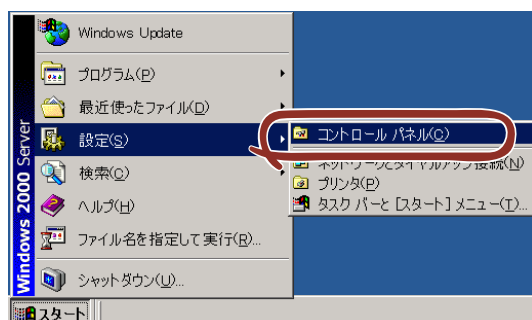 Windows Update
プログラム(P)
最近使ったファイル(D)
設定(S)
コントロール パネル(C)
ネットワークとダイヤルアップ接続(N)
プリンタ(P)
タスク バーと [スタート] メニュー(T)...
検索(C)
ヘルプ(H)
ファイル名を指定して実行(R)...
シャットダウン(U)...
Windows 2000 Server
スタート